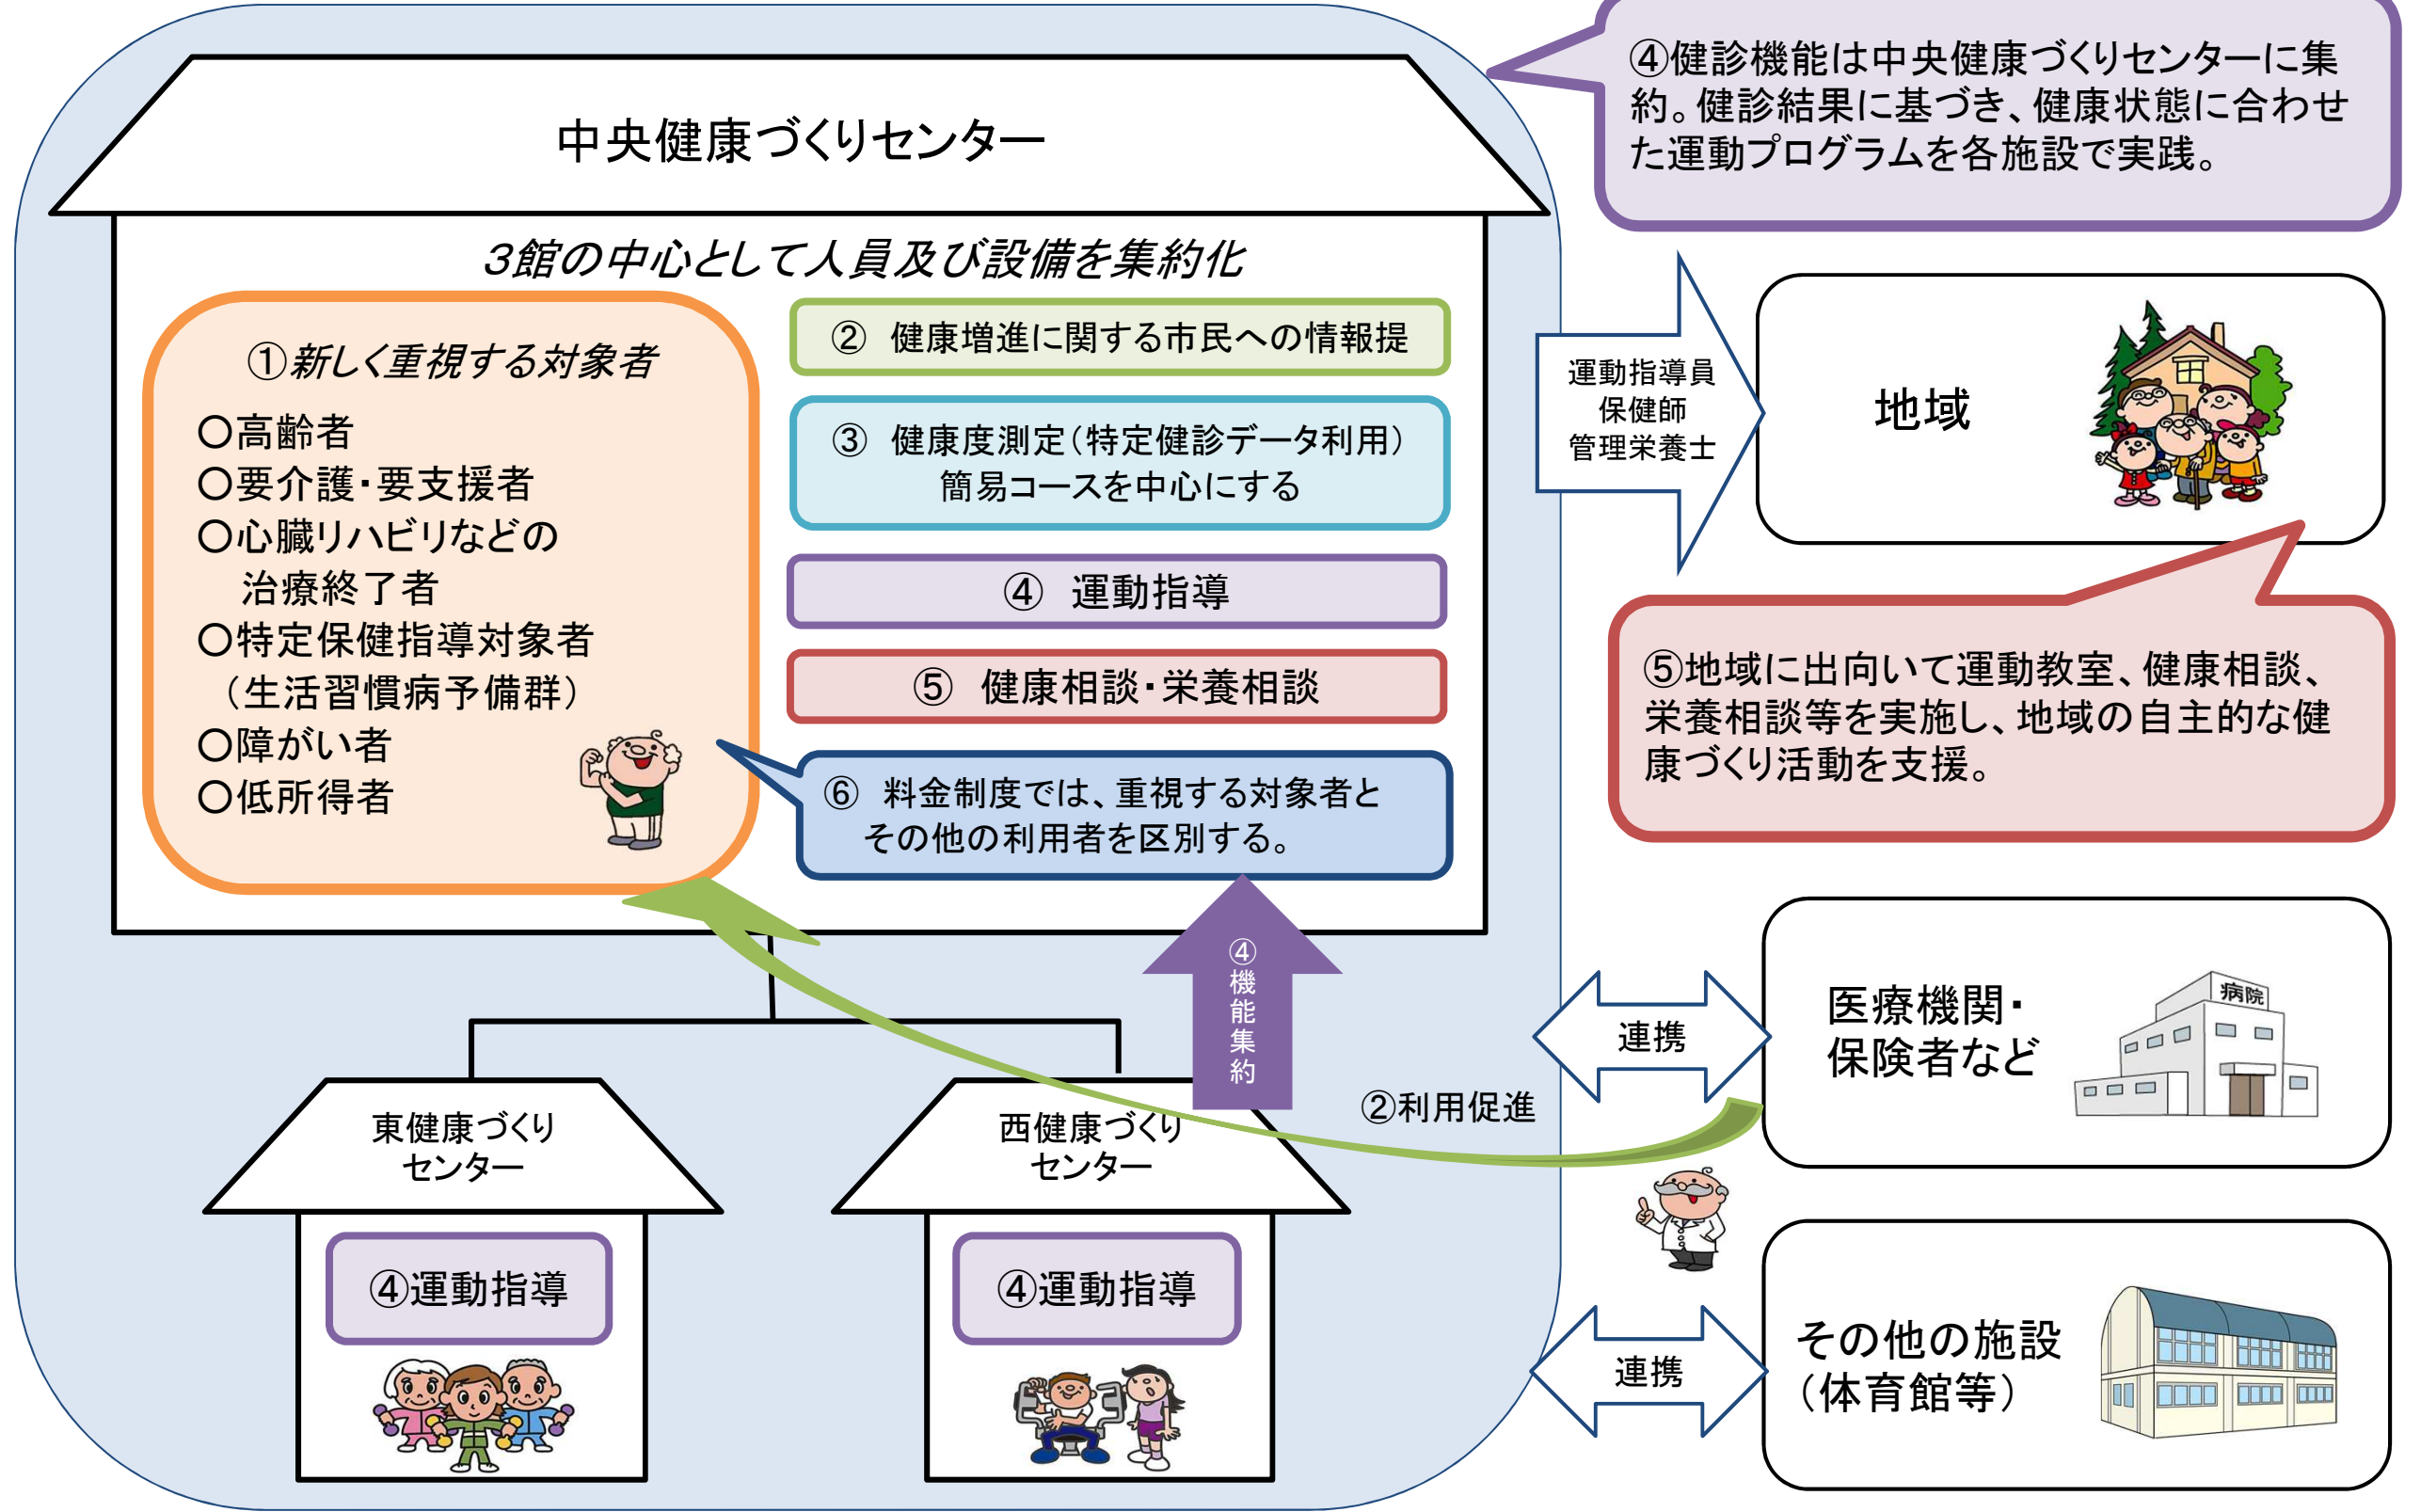 中央健康づくりセンター
３館の中心として人員及び設備を集約化
①新しく重視する対象者
○高齢者
○要介護・要支援者
○心臓リハビリなどの
治療終了者
○特定保健指導対象者
（生活習慣病予備群）
○障がい者
○低所得者
②　健康増進に関する市民への情報提
③　健康度測定（特定健診データ利用）
簡易コースを中心にする
④　運動指導
⑤　健康相談・栄養相談
⑥　料金制度では、重視する対象者と
その他の利用者を区別する。
④機能集約
東健康づくり
センター
④運動指導
西健康づくり
センター
④運動指導
④健診機能は中央健康づくりセンターに集
約。健診結果に基づき、健康状態に合わせ
た運動プログラムを各施設で実践。
運動指導員
保健師
管理栄養士
地域
⑤地域に出向いて運動教室、健康相談、
栄養相談等を実施し、地域の自主的な健
康づくり活動を支援。
連携
医療機関・
保険者など
病院
②利用促進
連携
その他の施設
（体育館等）